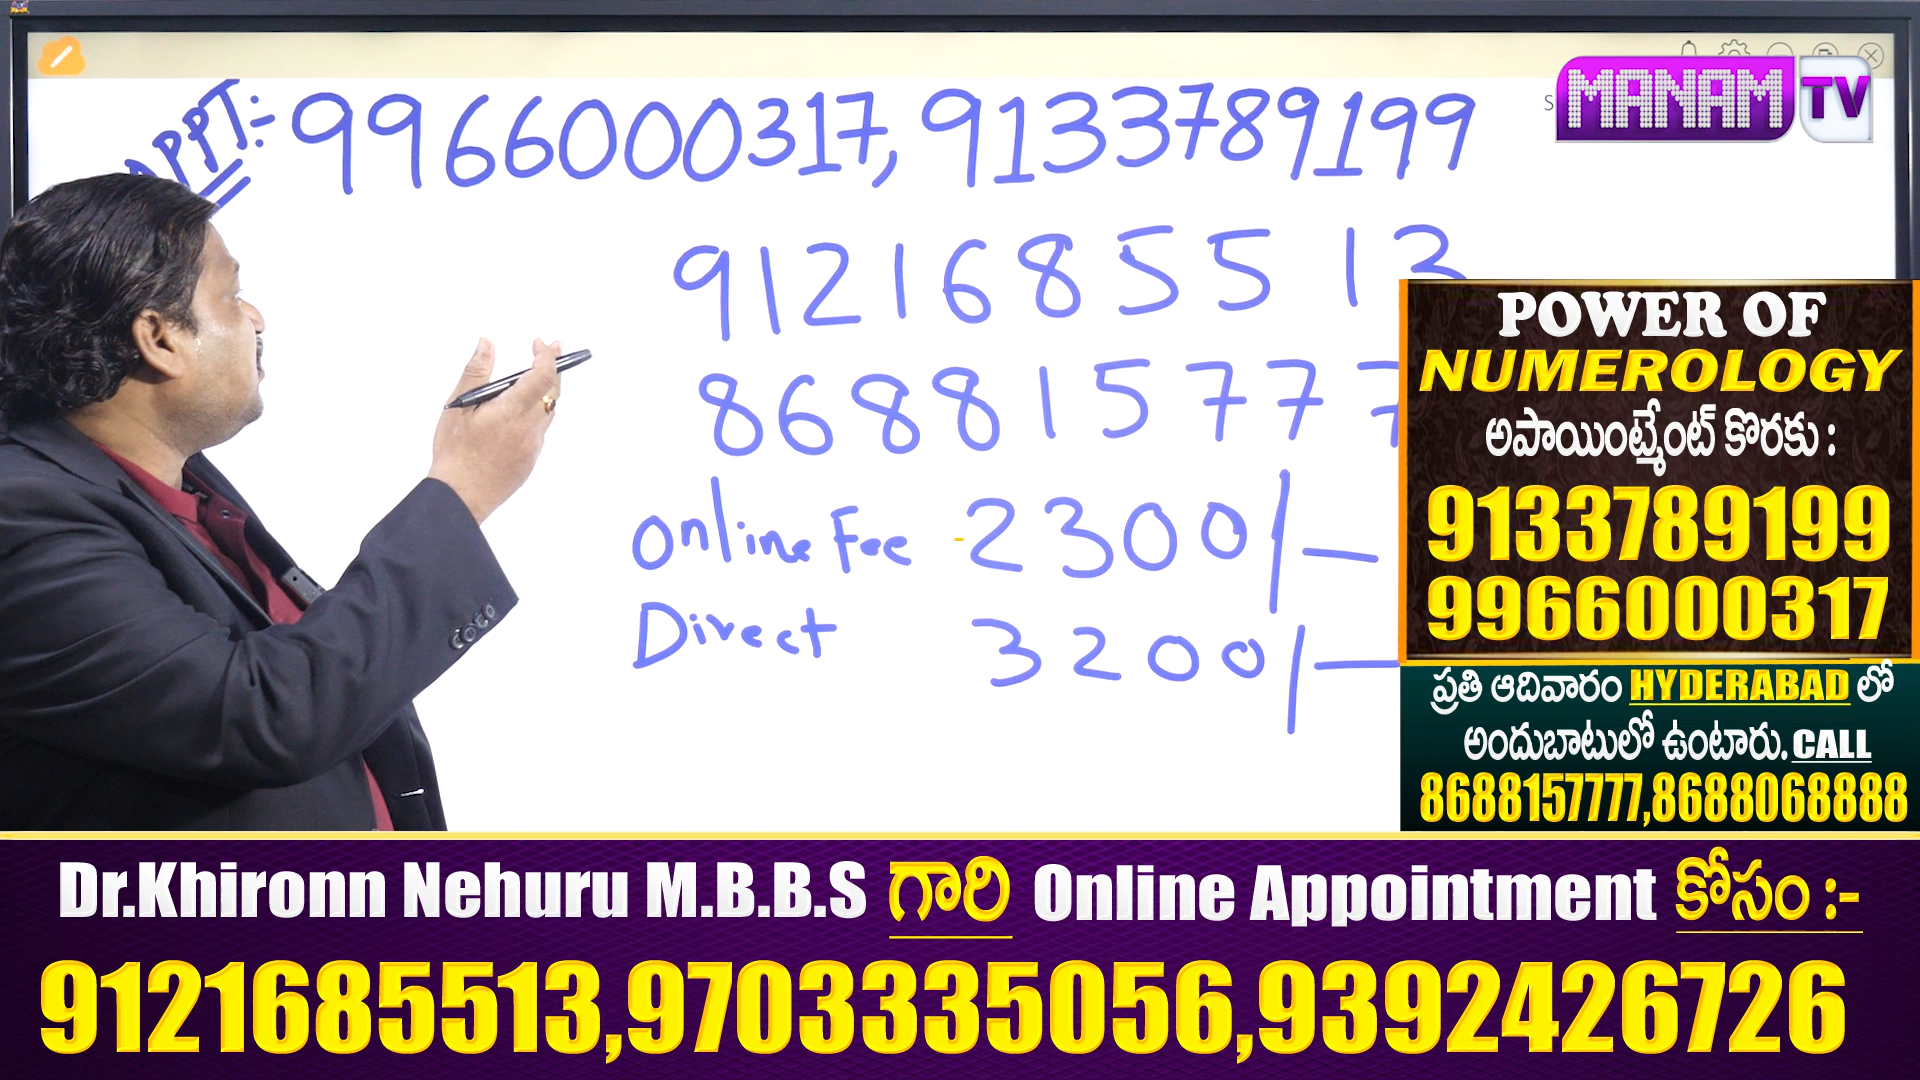 MANAM TV
APPT:- 9966000317, 9133789199
9121685513
868815777
Online Fee - 2300/-
Direct 3200/-
POWER OF
NUMEROLOGY
అపాయింట్మేంట్ కొరకు :
9133789199
9966000317
ప్రతి ఆదివారం HYDERABAD లో
అందుబాటులో ఉంటారు. CALL
8688157777,8688068888
Dr.Khironn Nehuru M.B.B.S గారి Online Appointment కోసం :-
9121685513,9703335056,9392426726